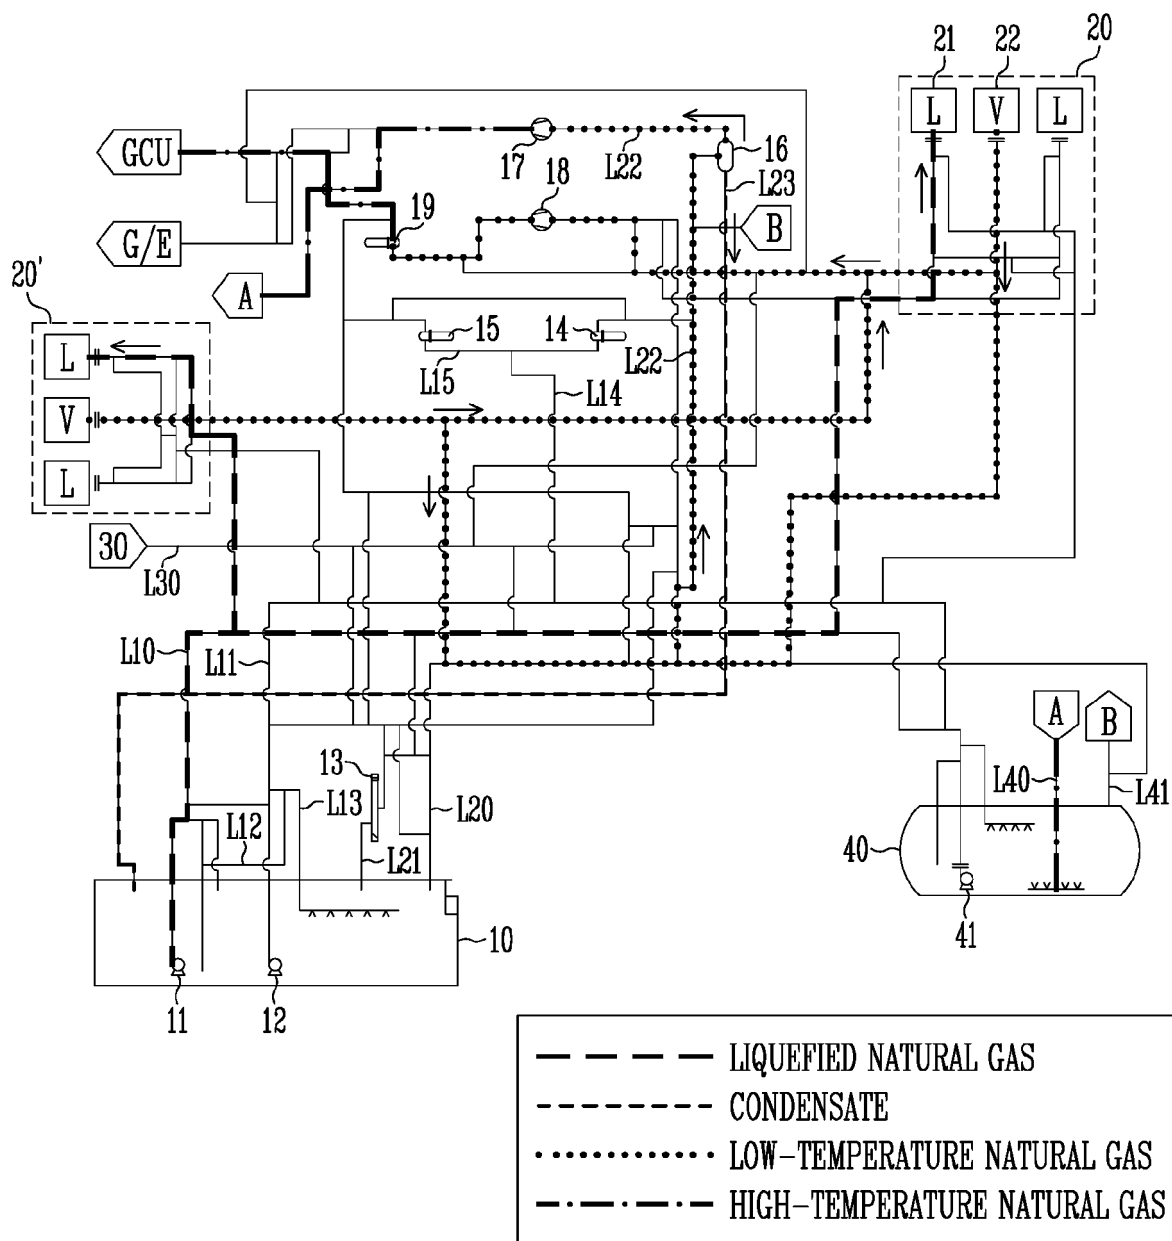 21
22
20
L
V
L
GCU
17
L22
16
L23
18
19
B
G/E
A
20'
L
V
L
15
14
L15
L22
L14
30
L30
L10
L11
13
L13
L12
L20
L21
10
11
12
A
B
L40
L41
40
41
LIQUEFIED NATURAL GAS
CONDENSATE
LOW-TEMPERATURE NATURAL GAS
HIGH-TEMPERATURE NATURAL GAS